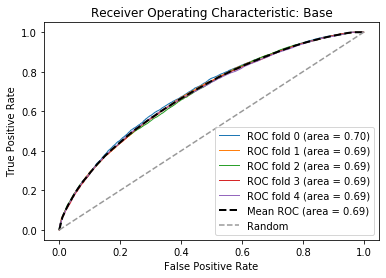 Receiver Operating Characteristic: Base
True Positive Rate
1.0
0.8
0.6
0.4
0.2
0.0
ROC fold 0 (area = 0.70)
ROC fold 1 (area = 0.69)
ROC fold 2 (area = 0.69)
ROC fold 3 (area = 0.69)
ROC fold 4 (area = 0.69)
Mean ROC (area = 0.69)
Random
0.0 0.2 0.4 0.6 0.8 1.0
False Positive Rate